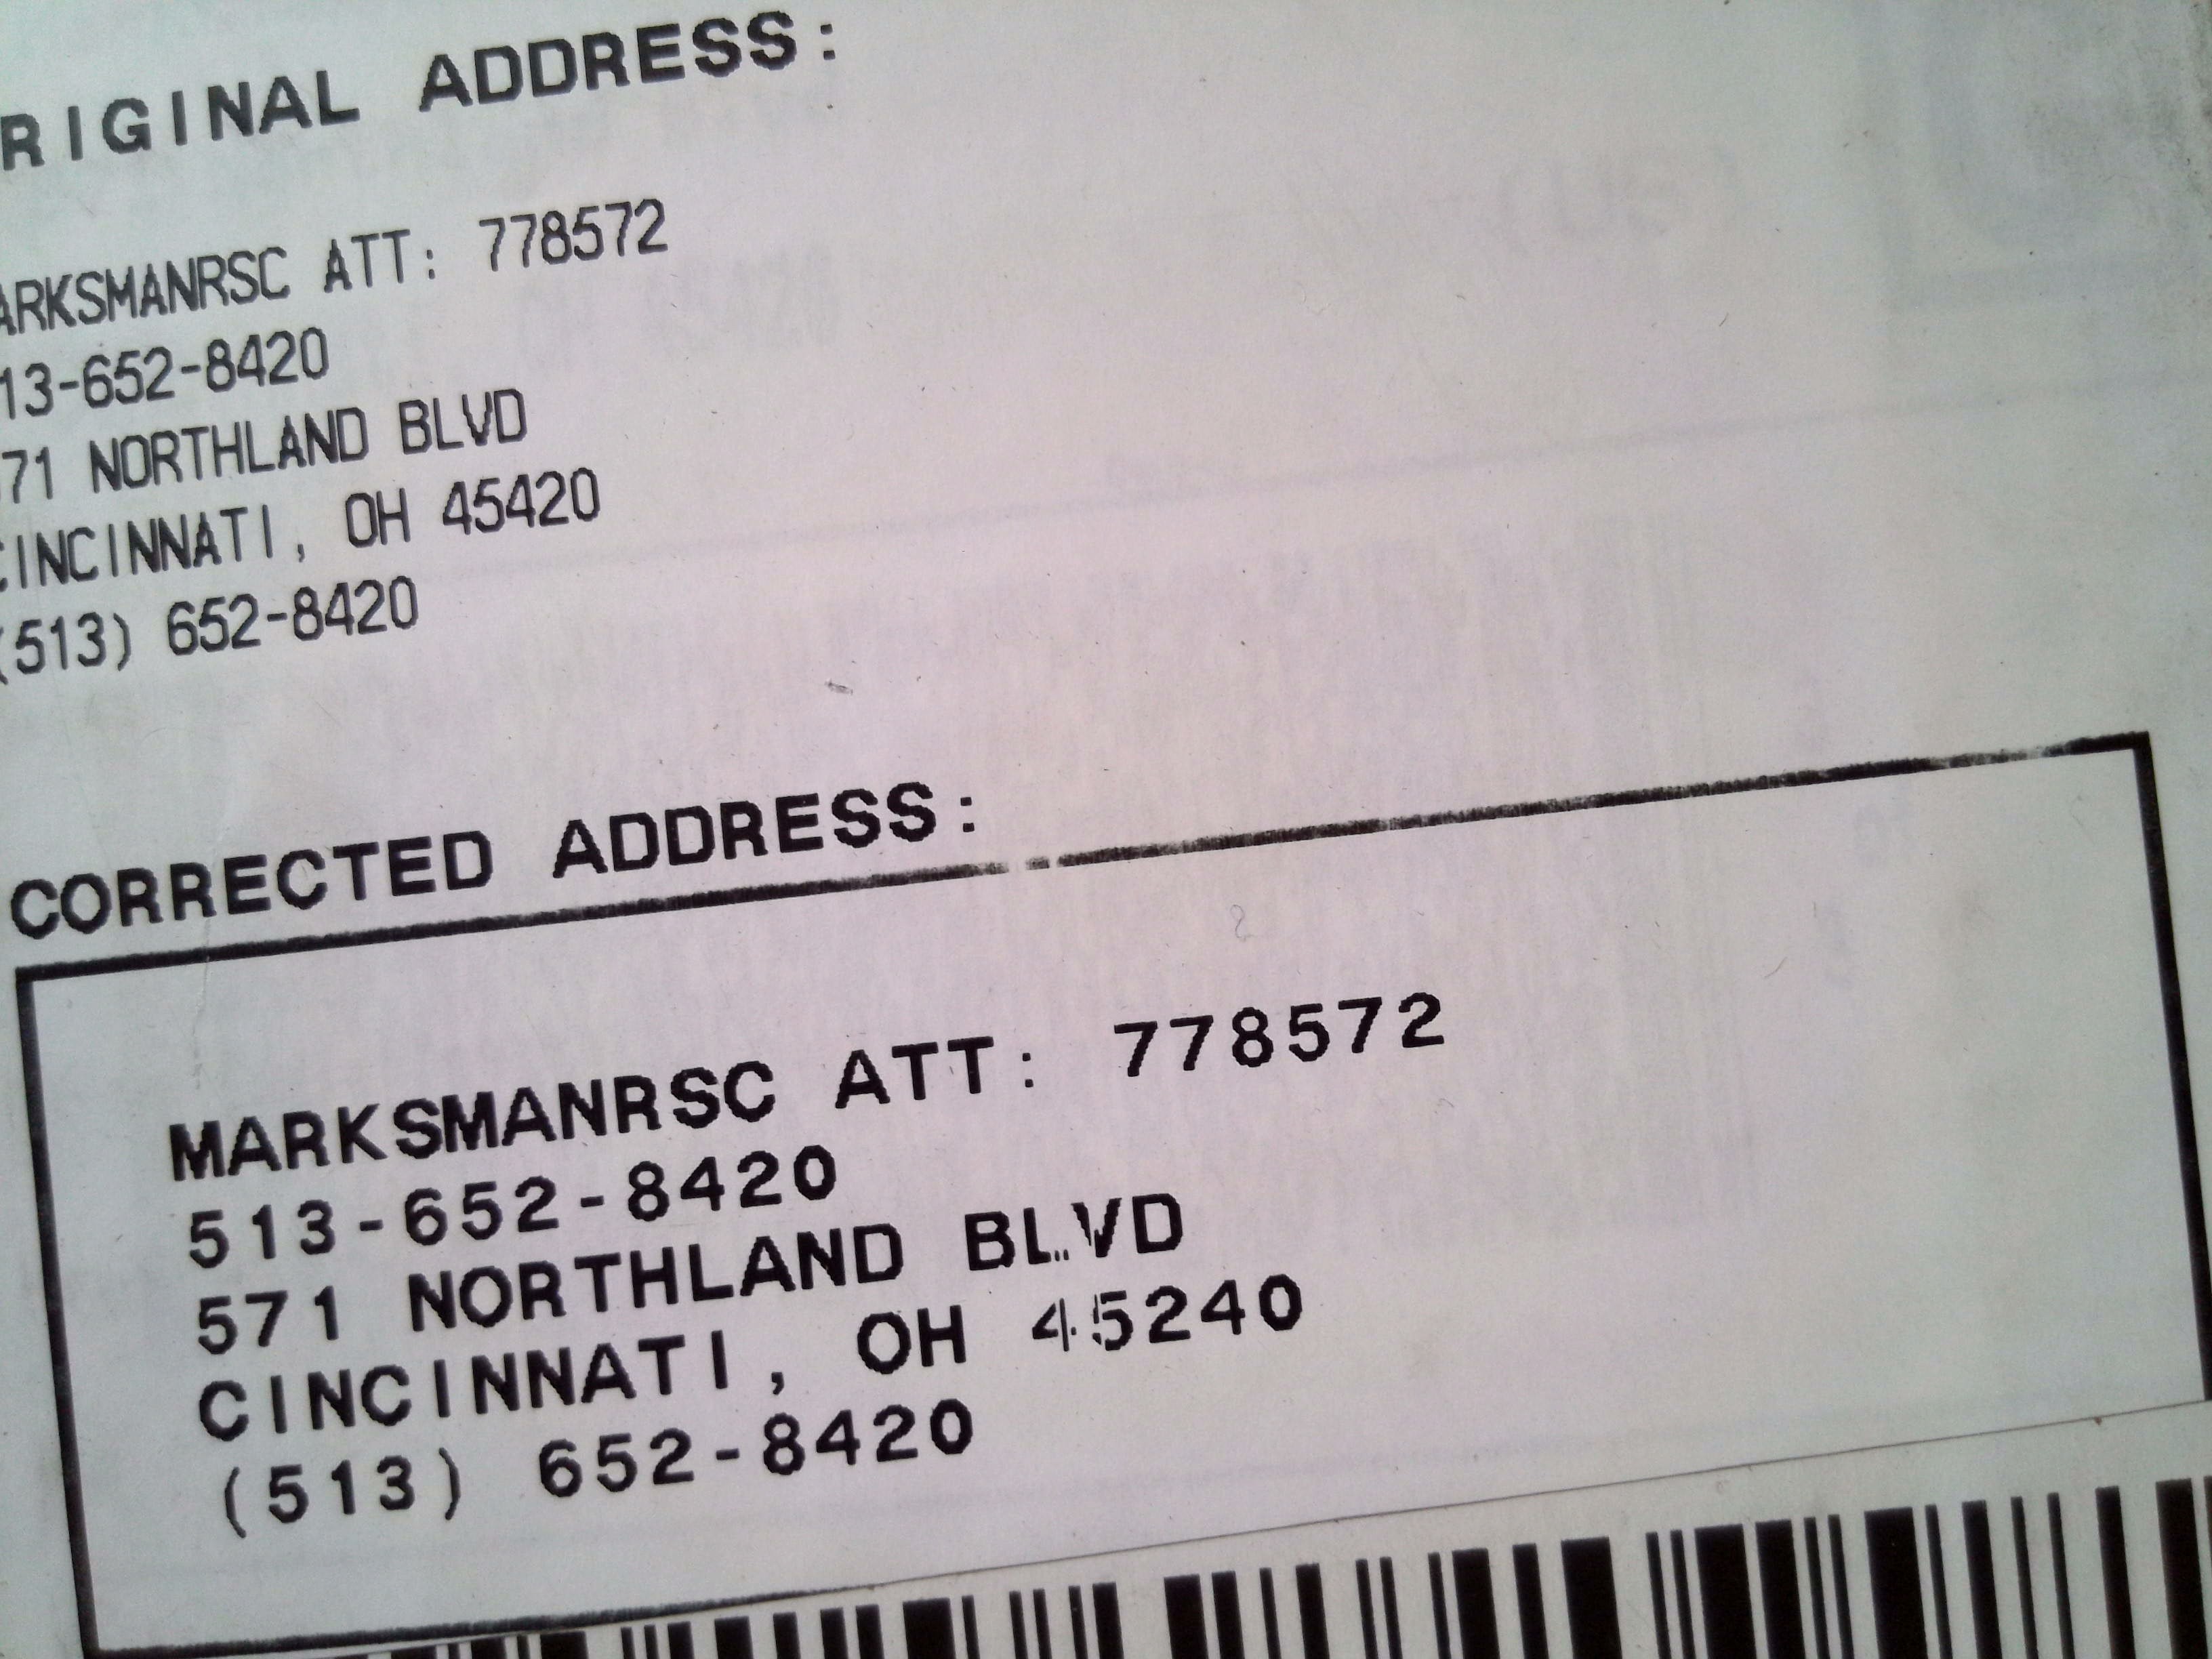 RIGINAL ADDRESS:
ARKSMANRSC ATT: 778572
13-652-8420
71 NORTHLAND BLVD
CINCINNATI, OH 45420
(513) 652-8420
CORRECTED ADDRESS:
MARKSMANRSC ATT: 778572
513-652-8420
571 NORTHLAND BLVD
CINCINNATI, OH 45240
(513) 652-8420